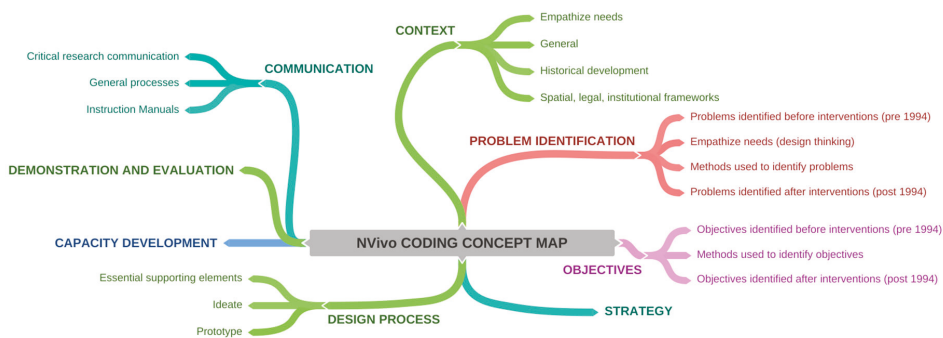 CONTEXT
Empathize needs
General
Historical development
Spatial, legal, institutional frameworks
COMMUNICATION
Critical research communication
General processes
Instruction Manuals
PROBLEM IDENTIFICATION
Problems identified before interventions (pre 1994)
Empathize needs (design thinking)
Methods used to identify problems
Problems identified after interventions (post 1994)
DEMONSTRATION AND EVALUATION
CAPACITY DEVELOPMENT
NVivo CODING CONCEPT MAP
OBJECTIVES
Objectives identified before interventions (pre 1994)
Methods used to identify objectives
Objectives identified after interventions (post 1994)
Essential supporting elements
Ideate
Prototype
DESIGN PROCESS
STRATEGY